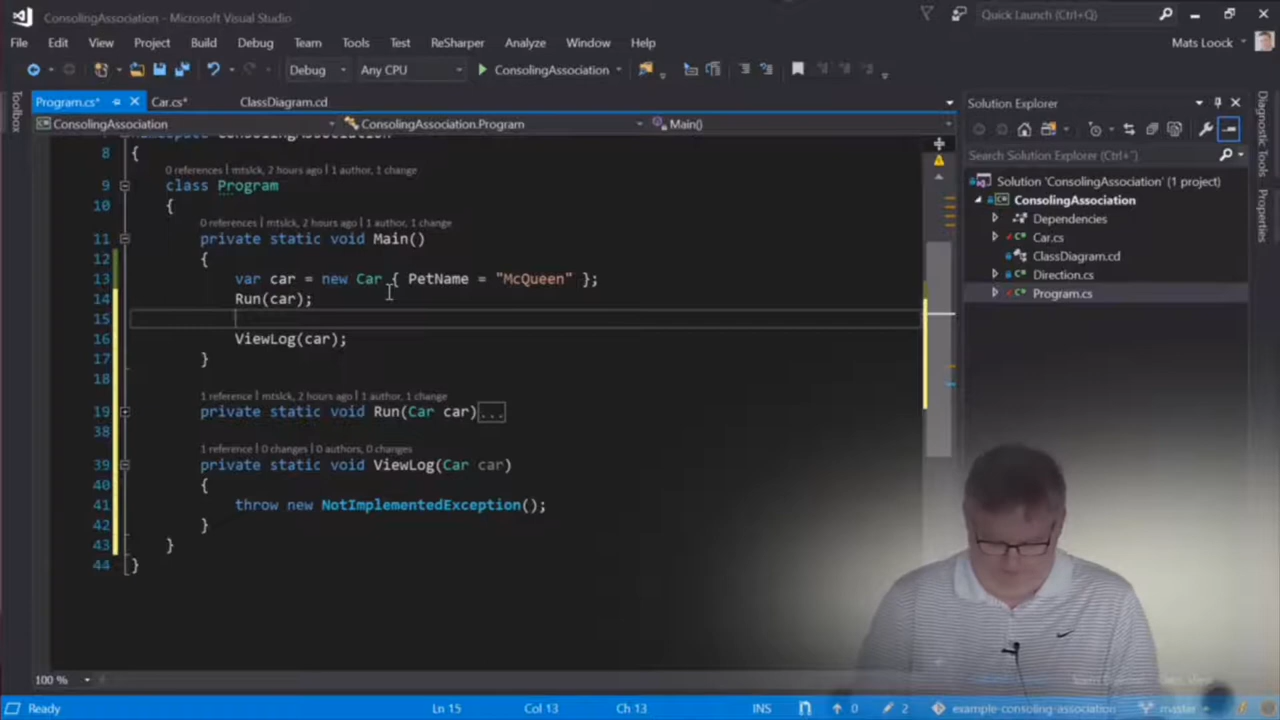 ConsolingAssociation - Microsoft Visual Studio
Quick Launch (Ctrl+Q)
File Edit View Project Build Debug Team Tools Test ReSharper Analyze Window Help
Mats Loock
Debug Any CPU ConsolingAssociation
Program.cs* Car.cs* ClassDiagram.cd
ConsolingAssociation ConsolingAssociation.Program Main()
8 {
0 references | mtslck, 2 hours ago | 1 author, 1 change
9 class Program
10 {
0 references | mtslck, 2 hours ago | 1 author, 1 change
11 private static void Main()
12 {
13 var car = new Car { PetName = "McQueen" };
14 Run(car);
15
16 ViewLog(car);
17 }
18
1 reference | mtslck, 2 hours ago | 1 author, 1 change
19 private static void Run(Car car)...
38
1 reference | 0 changes | 0 authors, 0 changes
39 private static void ViewLog(Car car)
40 {
41 throw new NotImplementedException();
42 }
43 }
44 }
Toolbox
Solution Explorer
Search Solution Explorer (Ctrl+")
Solution 'ConsolingAssociation' (1 project)
ConsolingAssociation
Dependencies
Car.cs
ClassDiagram.cd
Direction.cs
Program.cs
Diagnostic Tools
Properties
100 %
Ready Ln 15 Col 13 Ch 13 INS 0 2 example-consoling-association master